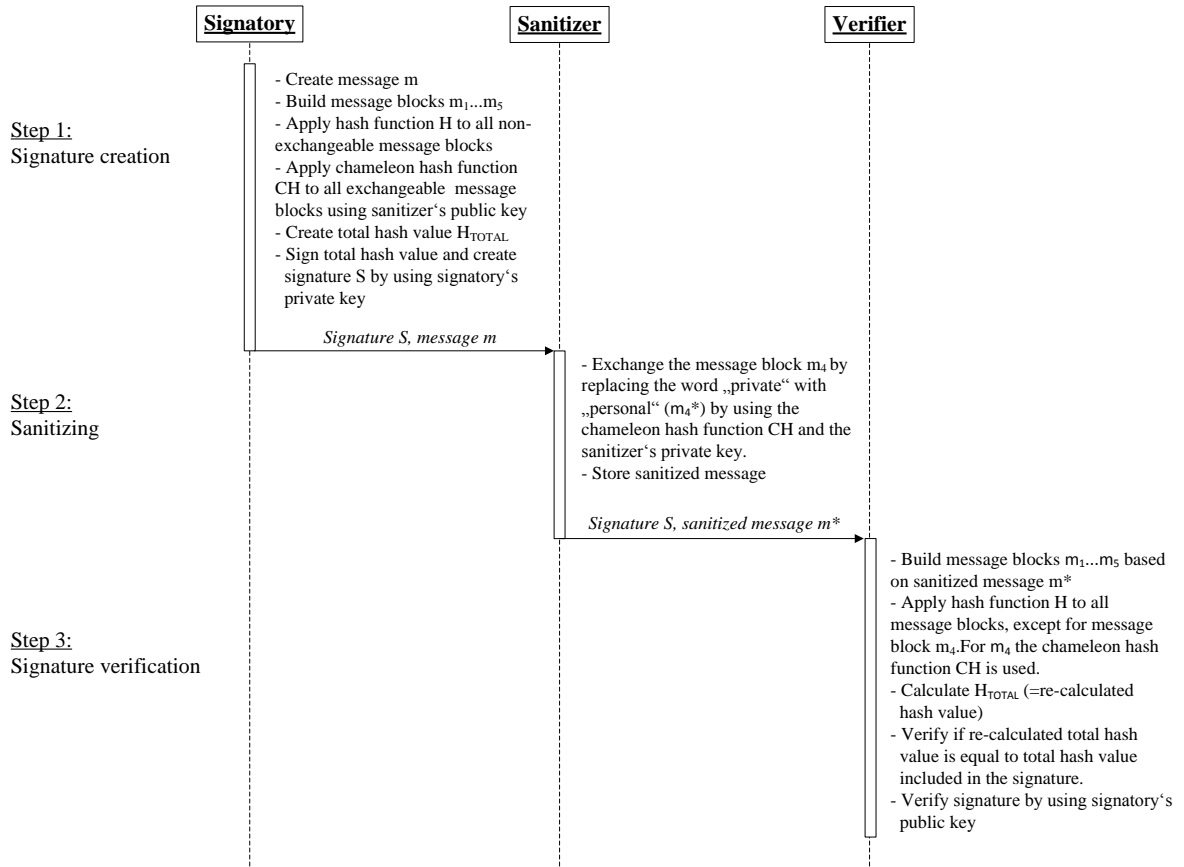 Signatory
Sanitizer
Verifier
Step 1:
Signature creation
- Create message m
- Build message blocks m₁...m₅
- Apply hash function H to all non-
exchangeable message blocks
- Apply chameleon hash function
CH to all exchangeable message
blocks using sanitizer‘s public key
- Create total hash value H_TOTAL
- Sign total hash value and create
signature S by using signatory‘s
private key
Signature S, message m
Step 2:
Sanitizing
- Exchange the message block m₄ by
replacing the word „private“ with
„personal“ (m₄*) by using the
chameleon hash function CH and the
sanitizer‘s private key.
- Store sanitized message
Signature S, sanitized message m*
Step 3:
Signature verification
- Build message blocks m₁...m₅ based
on sanitized message m*
- Apply hash function H to all
message blocks, except for message
block m₄.For m₄ the chameleon hash
function CH is used.
- Calculate H_TOTAL (=re-calculated
hash value)
- Verify if re-calculated total hash
value is equal to total hash value
included in the signature.
- Verify signature by using signatory‘s
public key